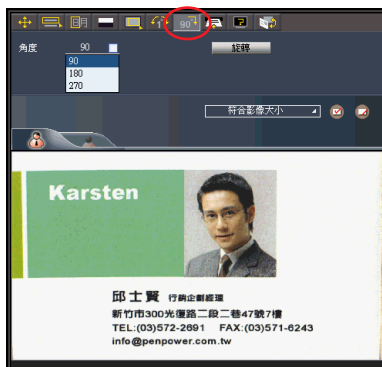 90
角度 90 旋轉
90
180
270
符合影像大小
Karsten
邱士賢 行銷企劃經理
新竹市300光復路二段二巷47號7樓
TEL:(03)572-2691 FAX:(03)571-6243
info@penpower.com.tw